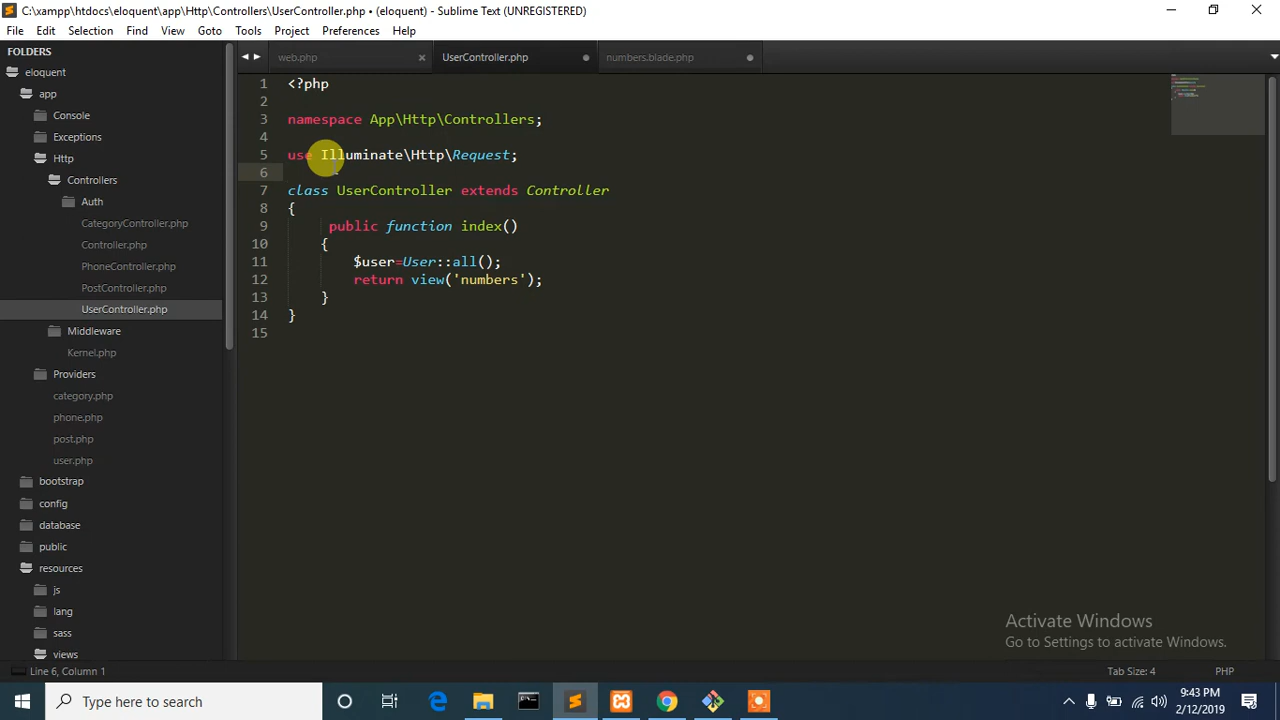 C:\xampp\htdocs\eloquent\app\Http\Controllers\UserController.php • (eloquent) - Sublime Text (UNREGISTERED)
File Edit Selection Find View Goto Tools Project Preferences Help
FOLDERS
eloquent
app
Console
Exceptions
Http
Controllers
Auth
CategoryController.php
Controller.php
PhoneController.php
PostController.php
UserController.php
Middleware
Kernel.php
Providers
category.php
phone.php
post.php
user.php
bootstrap
config
database
public
resources
js
lang
sass
views
web.php UserController.php numbers.blade.php
1 <?php
2
3 namespace App\Http\Controllers;
4
5 use Illuminate\Http\Request;
6
7 class UserController extends Controller
8 {
9 public function index()
10 {
11 $user=User::all();
12 return view('numbers');
13 }
14 }
15
Activate Windows
Go to Settings to activate Windows.
Line 6, Column 1 Tab Size: 4 PHP
Type here to search
9:43 PM
2/12/2019